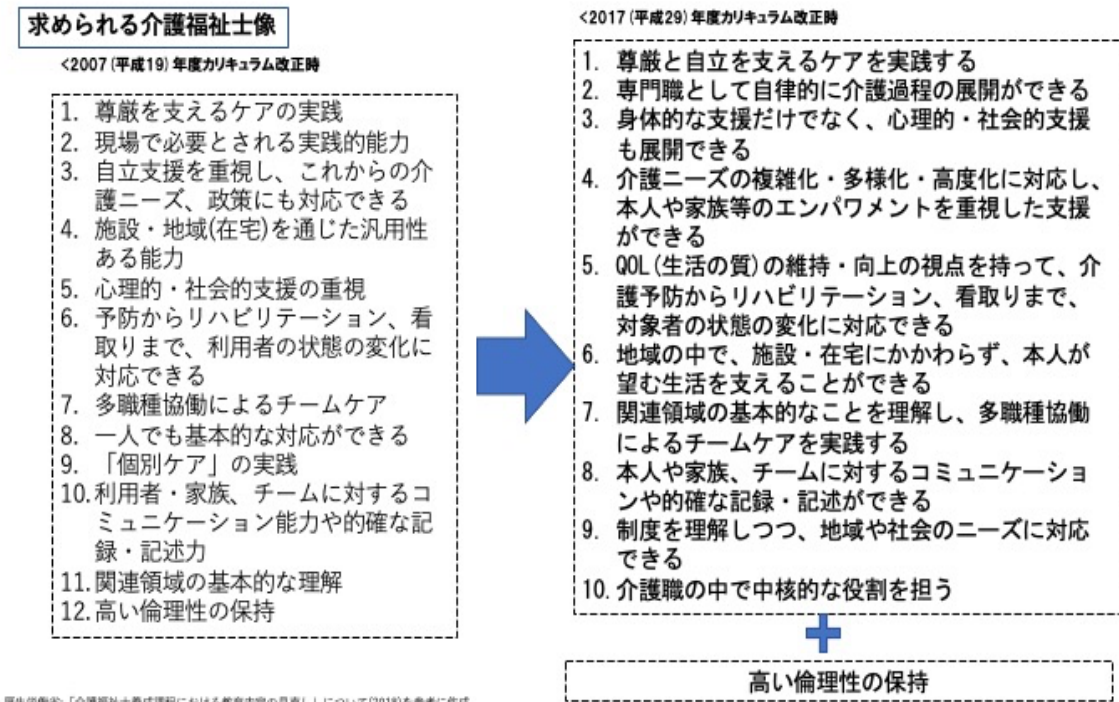 求められる介護福祉士像
<2007(平成19)年度カリキュラム改正時
1. 尊厳を支えるケアの実践
2. 現場で必要とされる実践的能力
3. 自立支援を重視し、これからの介
護ニーズ、政策にも対応できる
4. 施設・地域(在宅)を通じた汎用性
ある能力
5. 心理的・社会的支援の重視
6. 予防からリハビリテーション、看
取りまで、利用者の状態の変化に
対応できる
7. 多職種協働によるチームケア
8. 一人でも基本的な対応ができる
9. 「個別ケア」の実践
10.利用者・家族、チームに対するコ
ミュニケーション能力や的確な記
録・記述力
11.関連領域の基本的な理解
12.高い倫理性の保持
<2017(平成29)年度カリキュラム改正時
1. 尊厳と自立を支えるケアを実践する
2. 専門職として自律的に介護過程の展開ができる
3. 身体的な支援だけでなく、心理的・社会的支援
も展開できる
4. 介護ニーズの複雑化・多様化・高度化に対応し、
本人や家族等のエンパワメントを重視した支援
ができる
5. QOL(生活の質)の維持・向上の視点を持って、介
護予防からリハビリテーション、看取りまで、
対象者の状態の変化に対応できる
6. 地域の中で、施設・在宅にかかわらず、本人が
望む生活を支えることができる
7. 関連領域の基本的なことを理解し、多職種協働
によるチームケアを実践する
8. 本人や家族、チームに対するコミュニケーショ
ンや的確な記録・記述ができる
9. 制度を理解しつつ、地域や社会のニーズに対応
できる
10. 介護職の中で中核的な役割を担う
高い倫理性の保持